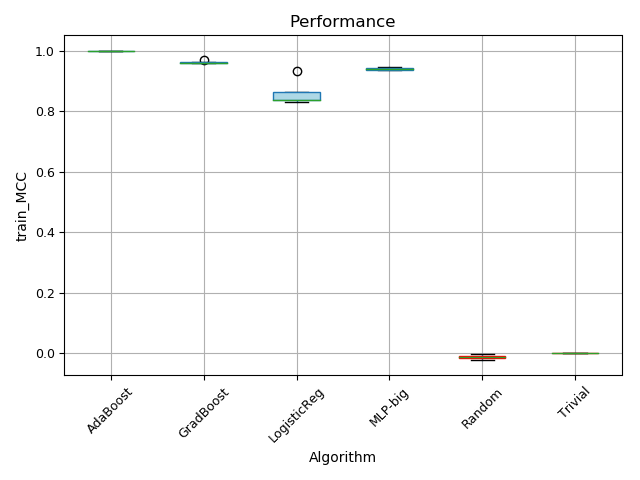 Performance
train_MCC
1.0
0.8
0.6
0.4
0.2
0.0
AdaBoost
GradBoost
LogisticReg
MLP-big
Random
Trivial
Algorithm